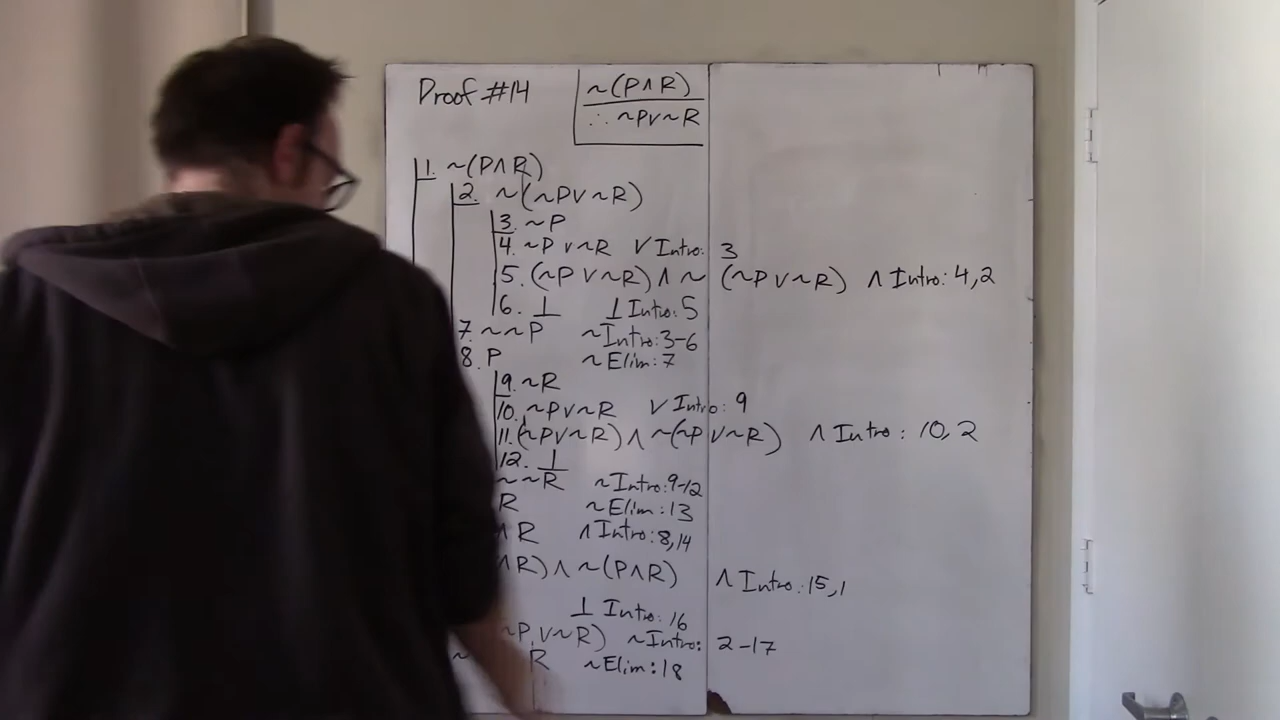 Proof #14
~(P∧R)
∴ ~P∨~R
1. ~(P∧R)
2. ~(~P∨~R)
3. ~P
4. ~P∨~R ∨ Intro: 3
5. (~P∨~R)∧~(~P∨~R) ∧ Intro: 4,2
6. ⊥ ⊥ Intro: 5
7. ~~P ~Intro: 3-6
8. P ~Elim: 7
9. ~R
10. ~P∨~R ∨ Intro: 9
11. (~P∨~R)∧~(~P∨~R) ∧ Intro: 10,2
12. ⊥
~~R ~Intro: 9-12
R ~Elim: 13
∧R ∧Intro: 8,14
∧R)∧~(P∧R) ∧ Intro: 15,1
⊥ Intro: 16
~P∨~R) ~Intro: 2-17
~ R ~Elim: 18